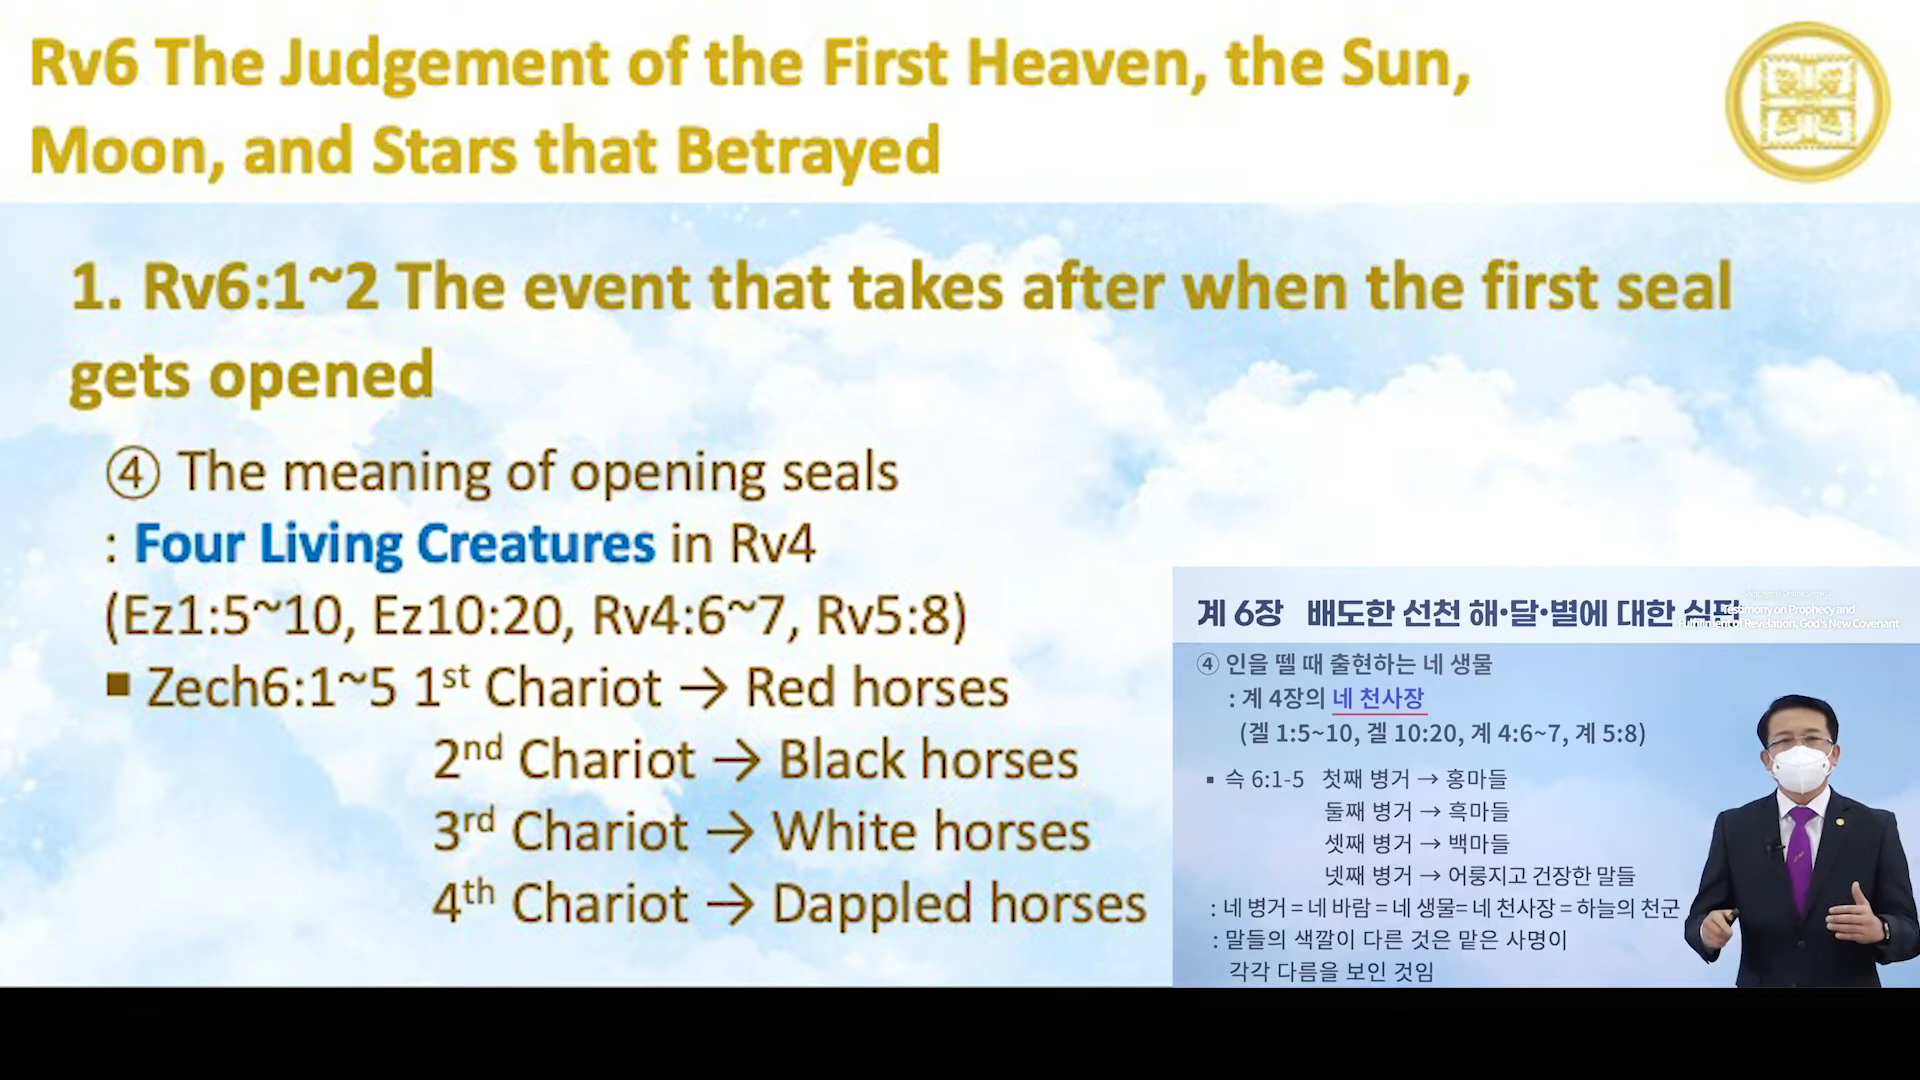 Rv6 The Judgement of the First Heaven, the Sun,
Moon, and Stars that Betrayed
1. Rv6:1~2 The event that takes after when the first seal
gets opened
④ The meaning of opening seals
: Four Living Creatures in Rv4
(Ez1:5~10, Ez10:20, Rv4:6~7, Rv5:8)
■ Zech6:1~5 1st Chariot → Red horses
2nd Chariot → Black horses
3rd Chariot → White horses
4th Chariot → Dappled horses
계 6장 배도한 선천 해•달•별에 대한 심판
Testimony on Prophecy and
Fulfillment of Revelation, God's New Covenant
④ 인을 뗄 때 출현하는 네 생물
: 계 4장의 네 천사장
(겔 1:5~10, 겔 10:20, 계 4:6~7, 계 5:8)
▪ 슥 6:1-5 첫째 병거 → 홍마들
둘째 병거 → 흑마들
셋째 병거 → 백마들
넷째 병거 → 어룽지고 건장한 말들
: 네 병거 = 네 바람 = 네 생물= 네 천사장 = 하늘의 천군
: 말들의 색깔이 다른 것은 맡은 사명이
각각 다름을 보인 것임